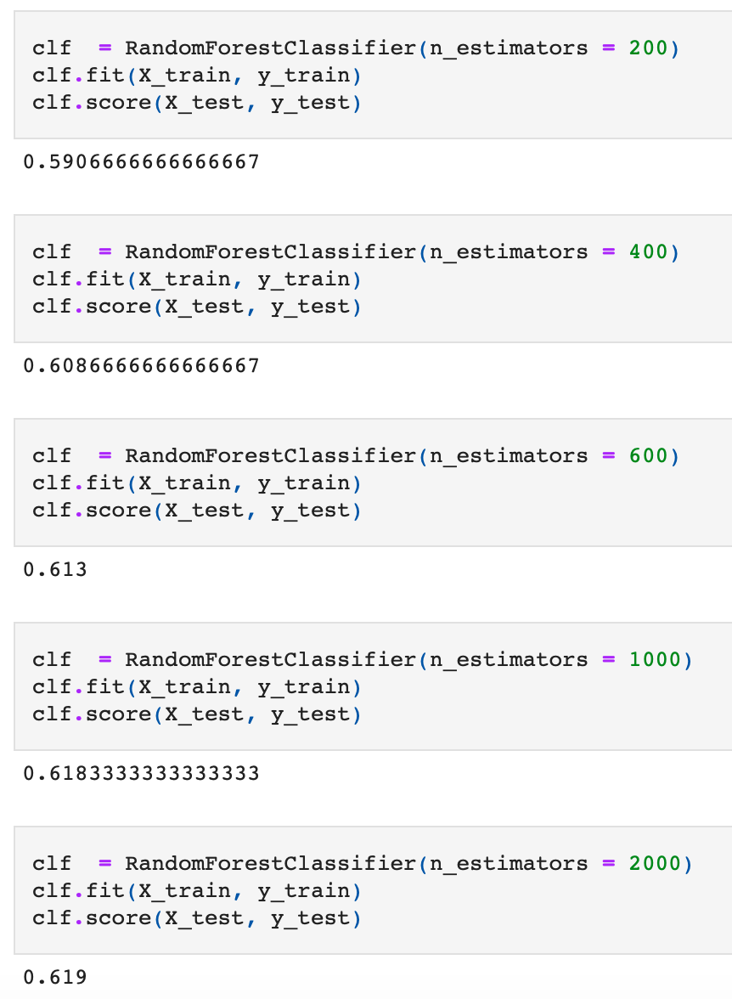 clf  = RandomForestClassifier(n_estimators = 200)
clf.fit(X_train, y_train)
clf.score(X_test, y_test)
0.5906666666666667
clf  = RandomForestClassifier(n_estimators = 400)
clf.fit(X_train, y_train)
clf.score(X_test, y_test)
0.6086666666666667
clf  = RandomForestClassifier(n_estimators = 600)
clf.fit(X_train, y_train)
clf.score(X_test, y_test)
0.613
clf  = RandomForestClassifier(n_estimators = 1000)
clf.fit(X_train, y_train)
clf.score(X_test, y_test)
0.6183333333333333
clf  = RandomForestClassifier(n_estimators = 2000)
clf.fit(X_train, y_train)
clf.score(X_test, y_test)
0.619